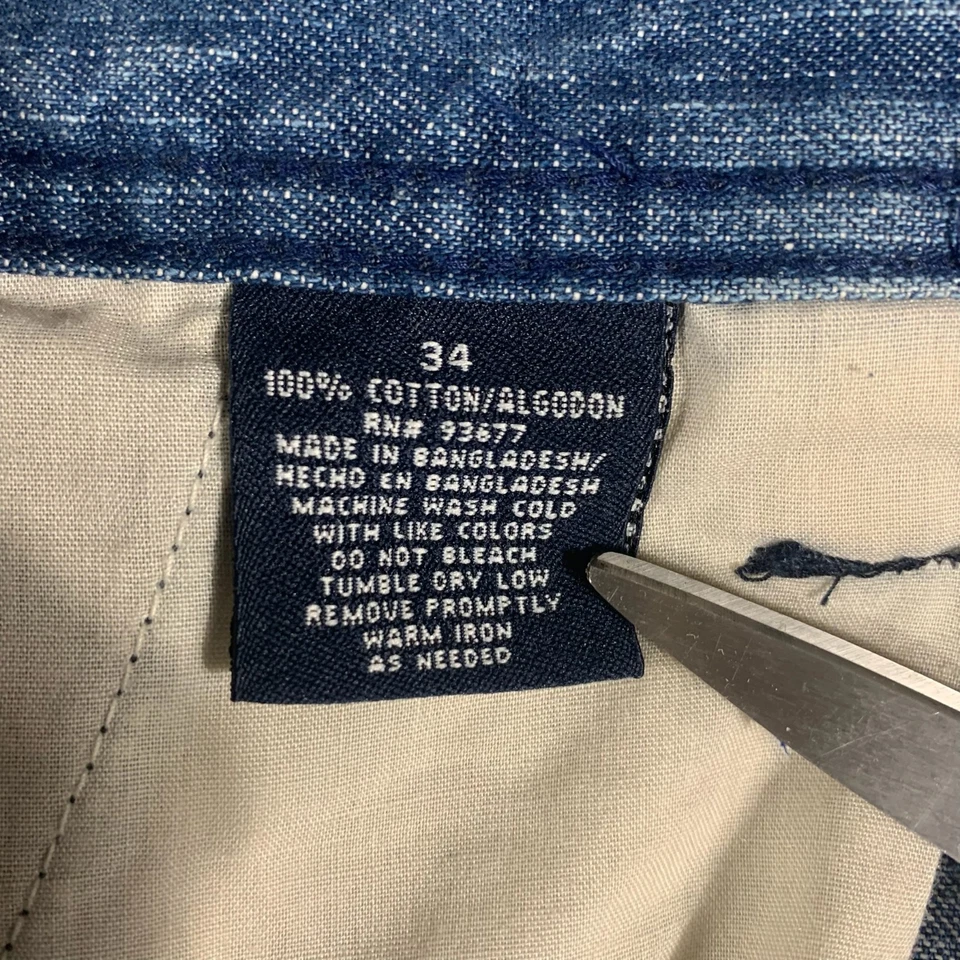 34
100% COTTON/ALGODON
RN# 93677
MADE IN BANGLADESH/
HECHO EN BANGLADESH
MACHINE WASH COLD
WITH LIKE COLORS
DO NOT BLEACH
TUMBLE DRY LOW
REMOVE PROMPTLY
WARM IRON
AS NEEDED